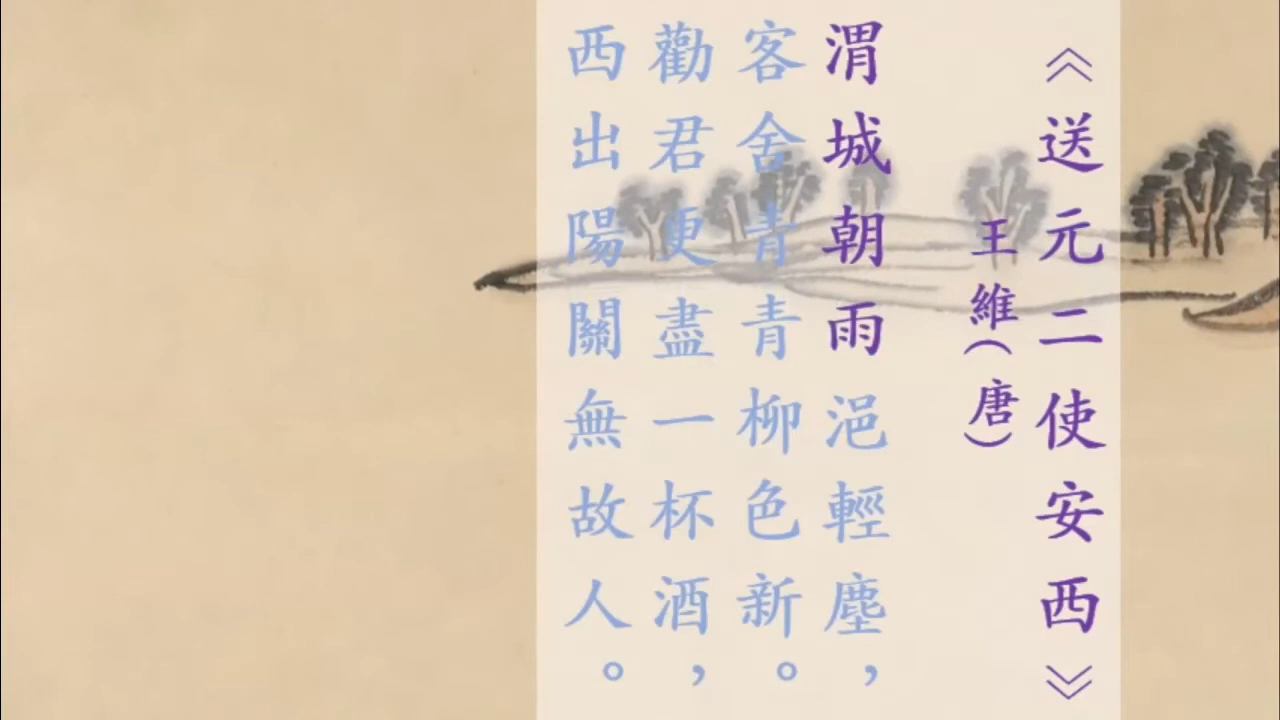 《送元二使安西》
王維(唐)
渭城朝雨浥輕塵，
客舍青青柳色新。
勸君更盡一杯酒，
西出陽關無故人。